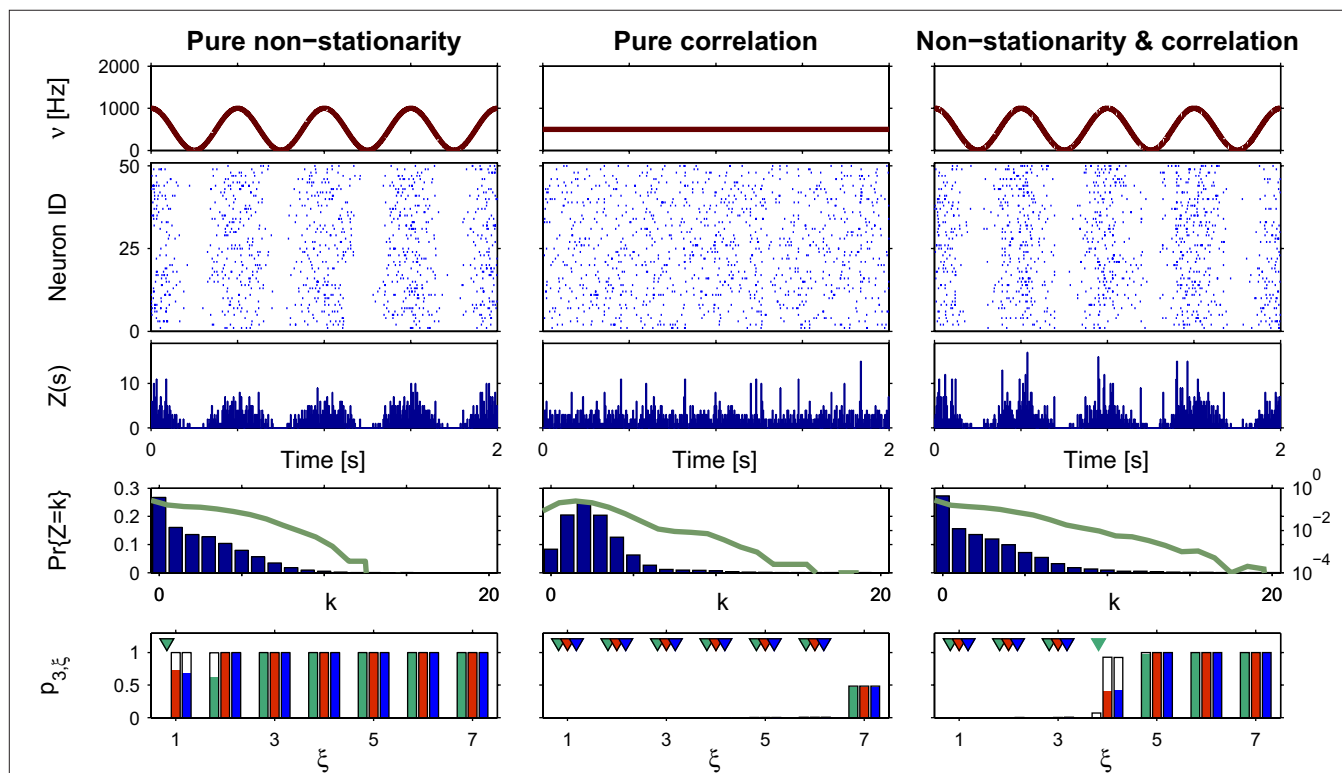 Pure non−stationarity
Pure correlation
Non−stationarity & correlation
ν [Hz]
2000
1000
0
Neuron ID
50
25
0
Z(s)
10
0
0 2
0 2
0 2
Time [s]
Time [s]
Time [s]
Pr{Z=k}
0.3
0.2
0.1
0
10^0
10^−2
10^−4
0 20
0 20
0 20
k
k
k
p3,ξ
1
0.5
0
1 3 5 7
1 3 5 7
1 3 5 7
ξ
ξ
ξ